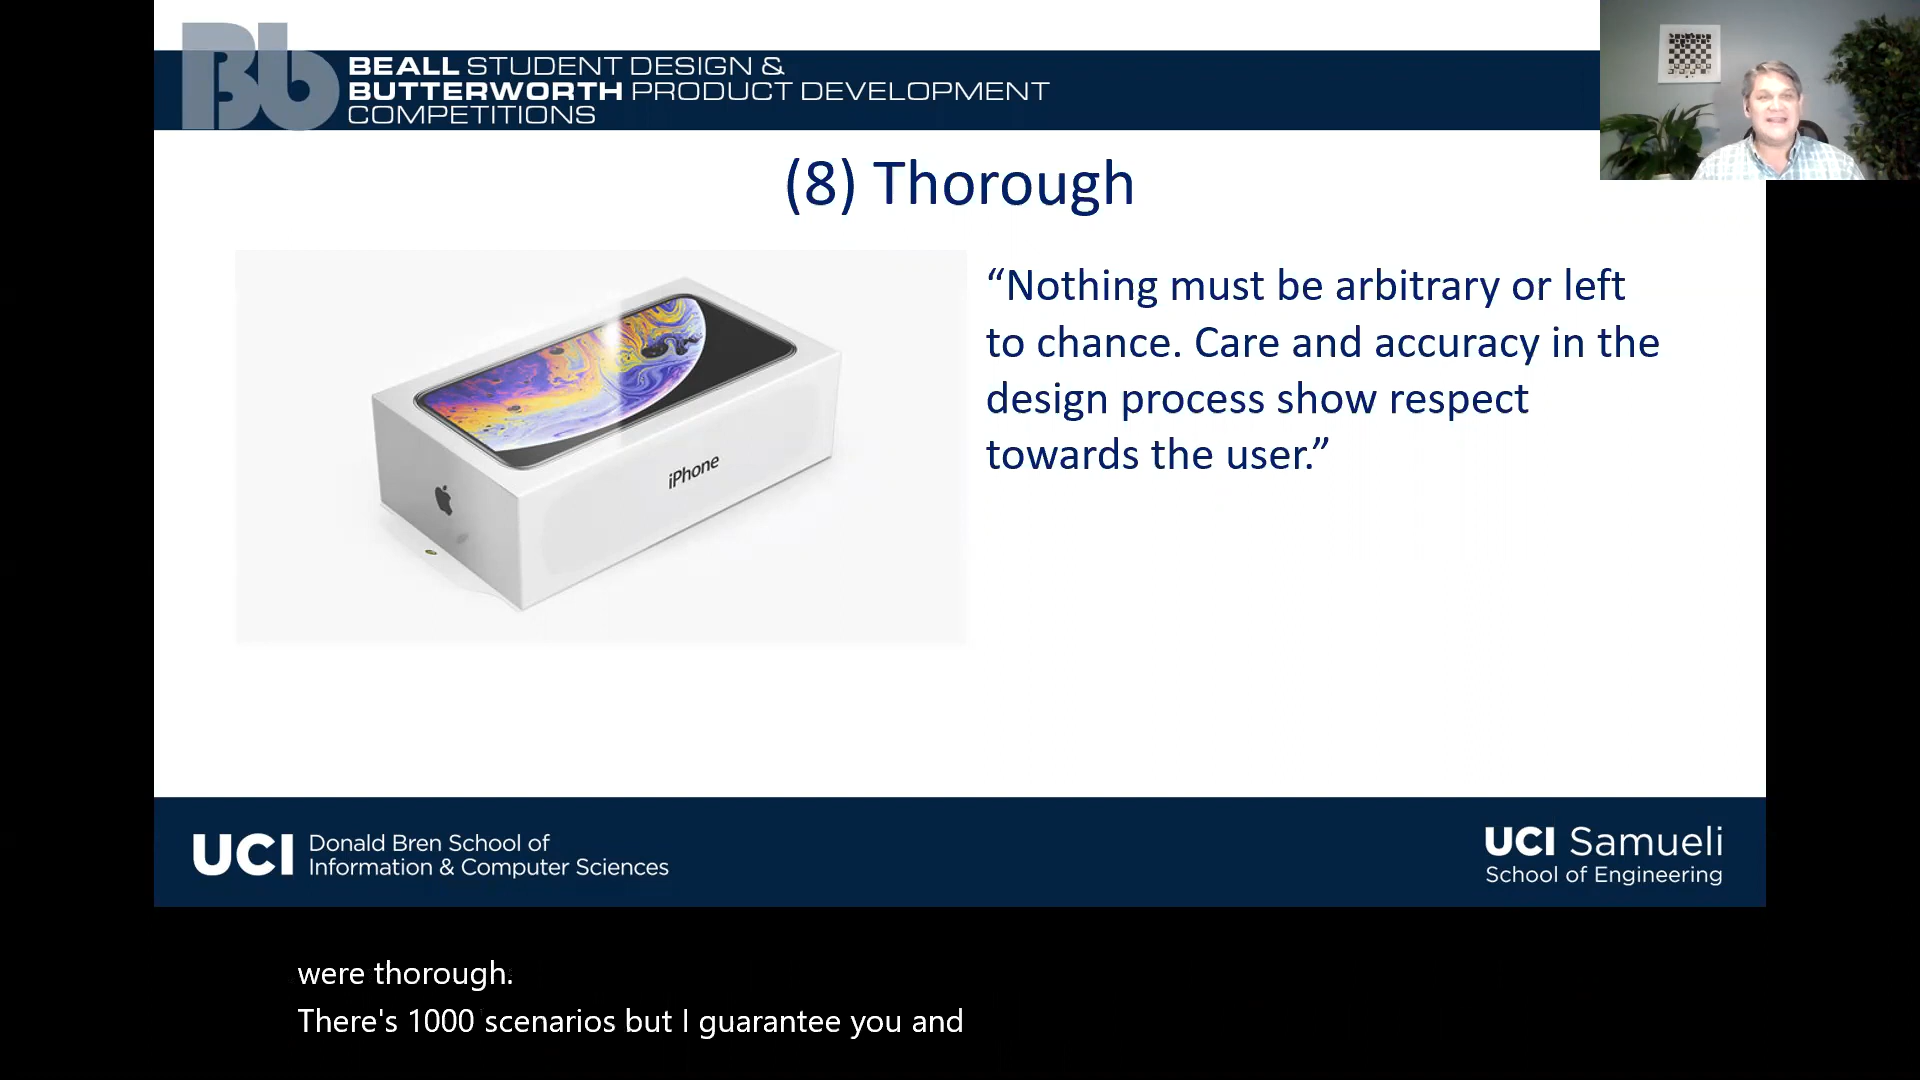 Bb
BEALL STUDENT DESIGN &
BUTTERWORTH PRODUCT DEVELOPMENT
COMPETITIONS
(8) Thorough
“Nothing must be arbitrary or left
to chance. Care and accuracy in the
design process show respect
towards the user.”
iPhone
UCI Donald Bren School of
Information & Computer Sciences
UCI Samueli
School of Engineering
were thorough.
There's 1000 scenarios but I guarantee you and